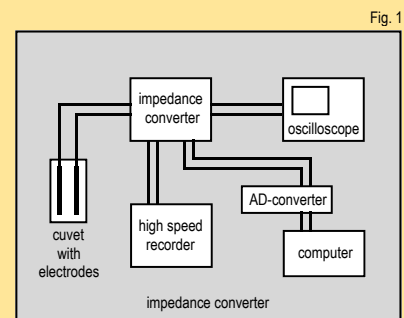 Fig. 1
impedance
converter
oscilloscope
cuvet
with
electrodes
high speed
recorder
AD-converter
computer
impedance converter